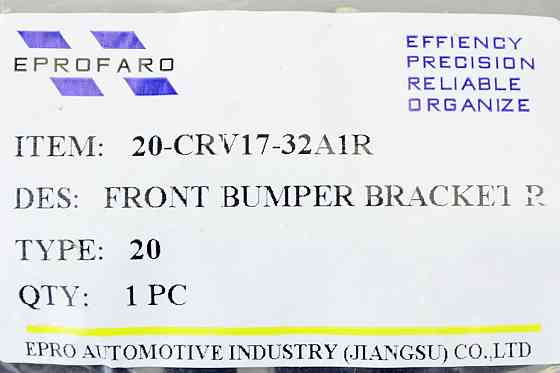 EPROFARO
EFFIENCY
PRECISION
RELIABLE
ORGANIZE
ITEM: 20-CRV17-32A1R
DES: FRONT BUMPER BRACKET R
TYPE: 20
QTY: 1 PC
EPRO AUTOMOTIVE INDUSTRY (JIANGSU) CO.,LTD